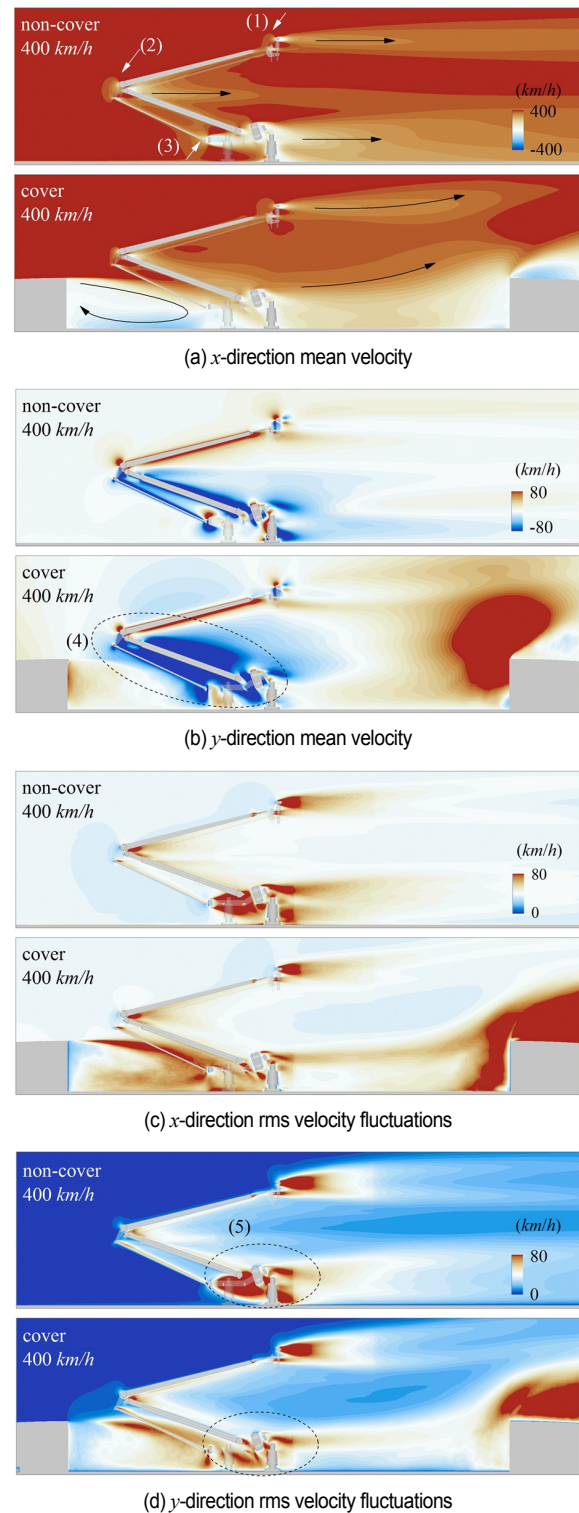 non-cover
400 km/h
(1)
(2)
(3)
(km/h)
400
-400
cover
400 km/h
(a) x-direction mean velocity
non-cover
400 km/h
(km/h)
80
-80
cover
400 km/h
(4)
(b) y-direction mean velocity
non-cover
400 km/h
(km/h)
80
0
cover
400 km/h
(c) x-direction rms velocity fluctuations
non-cover
400 km/h
(5)
(km/h)
80
0
cover
400 km/h
(d) y-direction rms velocity fluctuations